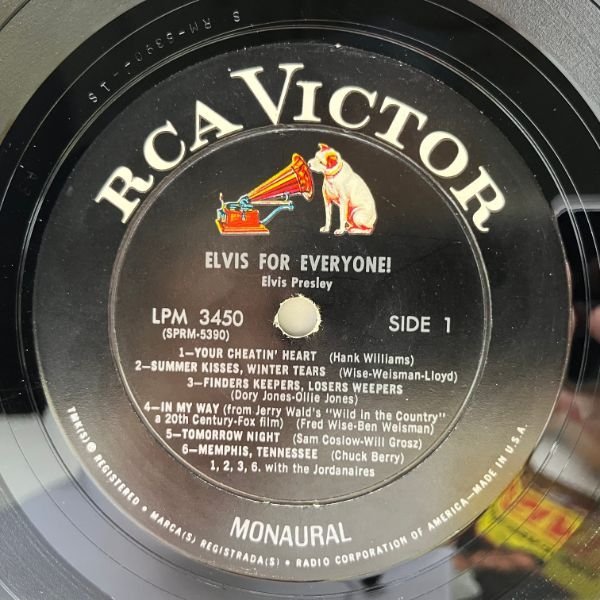 RCA VICTOR
ELVIS FOR EVERYONE!
Elvis Presley
LPM 3450
(SPRM-5390)
SIDE 1
1—YOUR CHEATIN' HEART (Hank Williams)
2—SUMMER KISSES, WINTER TEARS (Wise-Weisman-Lloyd)
3—FINDERS KEEPERS, LOSERS WEEPERS
(Dory Jones-Ollie Jones)
4—IN MY WAY (from Jerry Wald's "Wild in the Country"
a 20th Century-Fox film) (Fred Wise-Ben Weisman)
5—TOMORROW NIGHT (Sam Coslow-Will Grosz)
6—MEMPHIS, TENNESSEE (Chuck Berry)
1, 2, 3, 6. with the Jordanaires
MONAURAL
TMK(S) ® REGISTERED • MARCA(S) REGISTRADA(S) • RADIO CORPORATION OF AMERICA—MADE IN U.S.A.